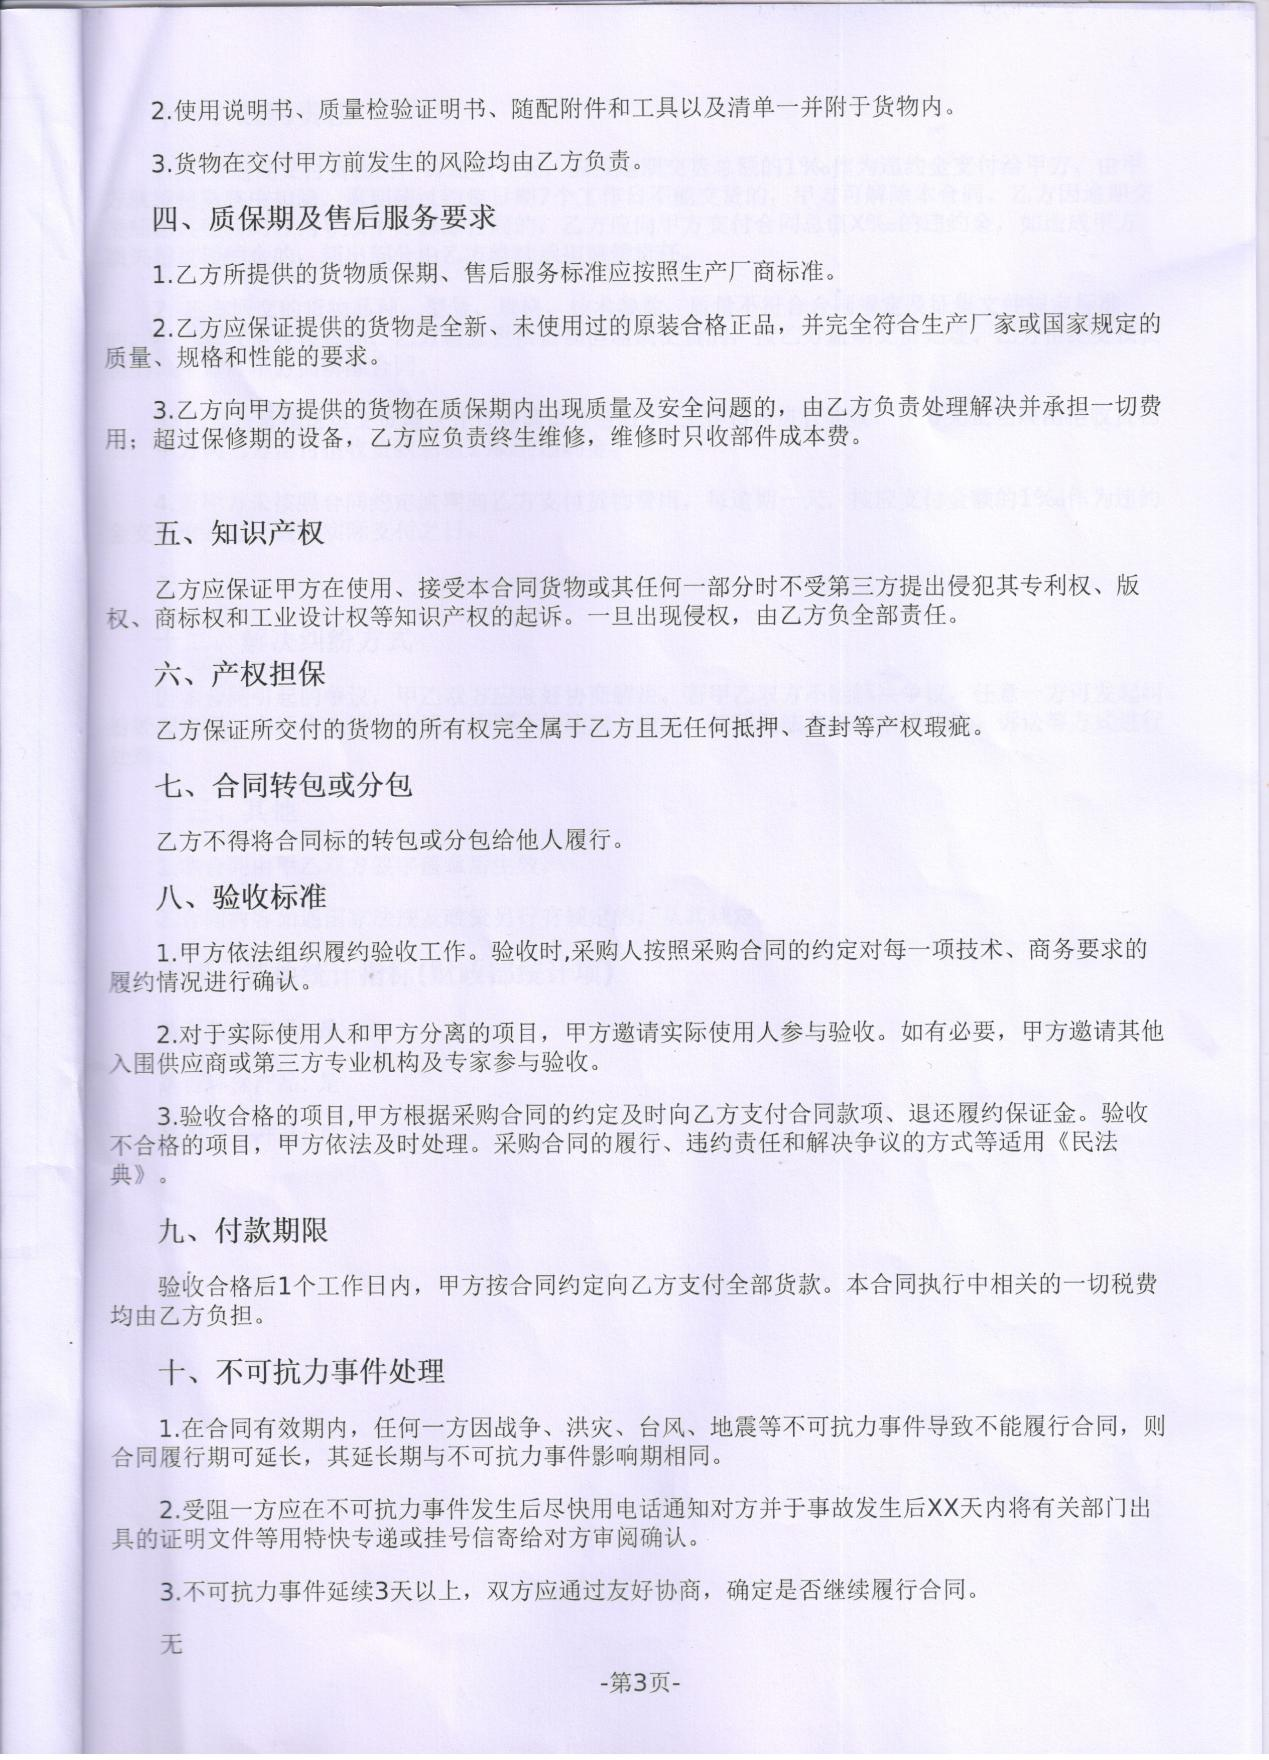 2.使用说明书、质量检验证明书、随配附件和工具以及清单一并附于货物内。
3.货物在交付甲方前发生的风险均由乙方负责。
四、质保期及售后服务要求
1.乙方所提供的货物质保期、售后服务标准应按照生产厂商标准。
2.乙方应保证提供的货物是全新、未使用过的原装合格正品，并完全符合生产厂家或国家规定的
质量、规格和性能的要求。
3.乙方向甲方提供的货物在质保期内出现质量及安全问题的，由乙方负责处理解决并承担一切费
用；超过保修期的设备，乙方应负责终生维修，维修时只收部件成本费。
五、知识产权
乙方应保证甲方在使用、接受本合同货物或其任何一部分时不受第三方提出侵犯其专利权、版
权、商标权和工业设计权等知识产权的起诉。一旦出现侵权，由乙方负全部责任。
六、产权担保
乙方保证所交付的货物的所有权完全属于乙方且无任何抵押、查封等产权瑕疵。
七、合同转包或分包
乙方不得将合同标的转包或分包给他人履行。
八、验收标准
1.甲方依法组织履约验收工作。验收时,采购人按照采购合同的约定对每一项技术、商务要求的
履约情况进行确认。
2.对于实际使用人和甲方分离的项目，甲方邀请实际使用人参与验收。如有必要，甲方邀请其他
入围供应商或第三方专业机构及专家参与验收。
3.验收合格的项目,甲方根据采购合同的约定及时向乙方支付合同款项、退还履约保证金。验收
不合格的项目，甲方依法及时处理。采购合同的履行、违约责任和解决争议的方式等适用《民法
典》。
九、付款期限
验收合格后1个工作日内，甲方按合同约定向乙方支付全部货款。本合同执行中相关的一切税费
均由乙方负担。
十、不可抗力事件处理
1.在合同有效期内，任何一方因战争、洪灾、台风、地震等不可抗力事件导致不能履行合同，则
合同履行期可延长，其延长期与不可抗力事件影响期相同。
2.受阻一方应在不可抗力事件发生后尽快用电话通知对方并于事故发生后XX天内将有关部门出
具的证明文件等用特快专递或挂号信寄给对方审阅确认。
3.不可抗力事件延续3天以上，双方应通过友好协商，确定是否继续履行合同。
无
-第3页-